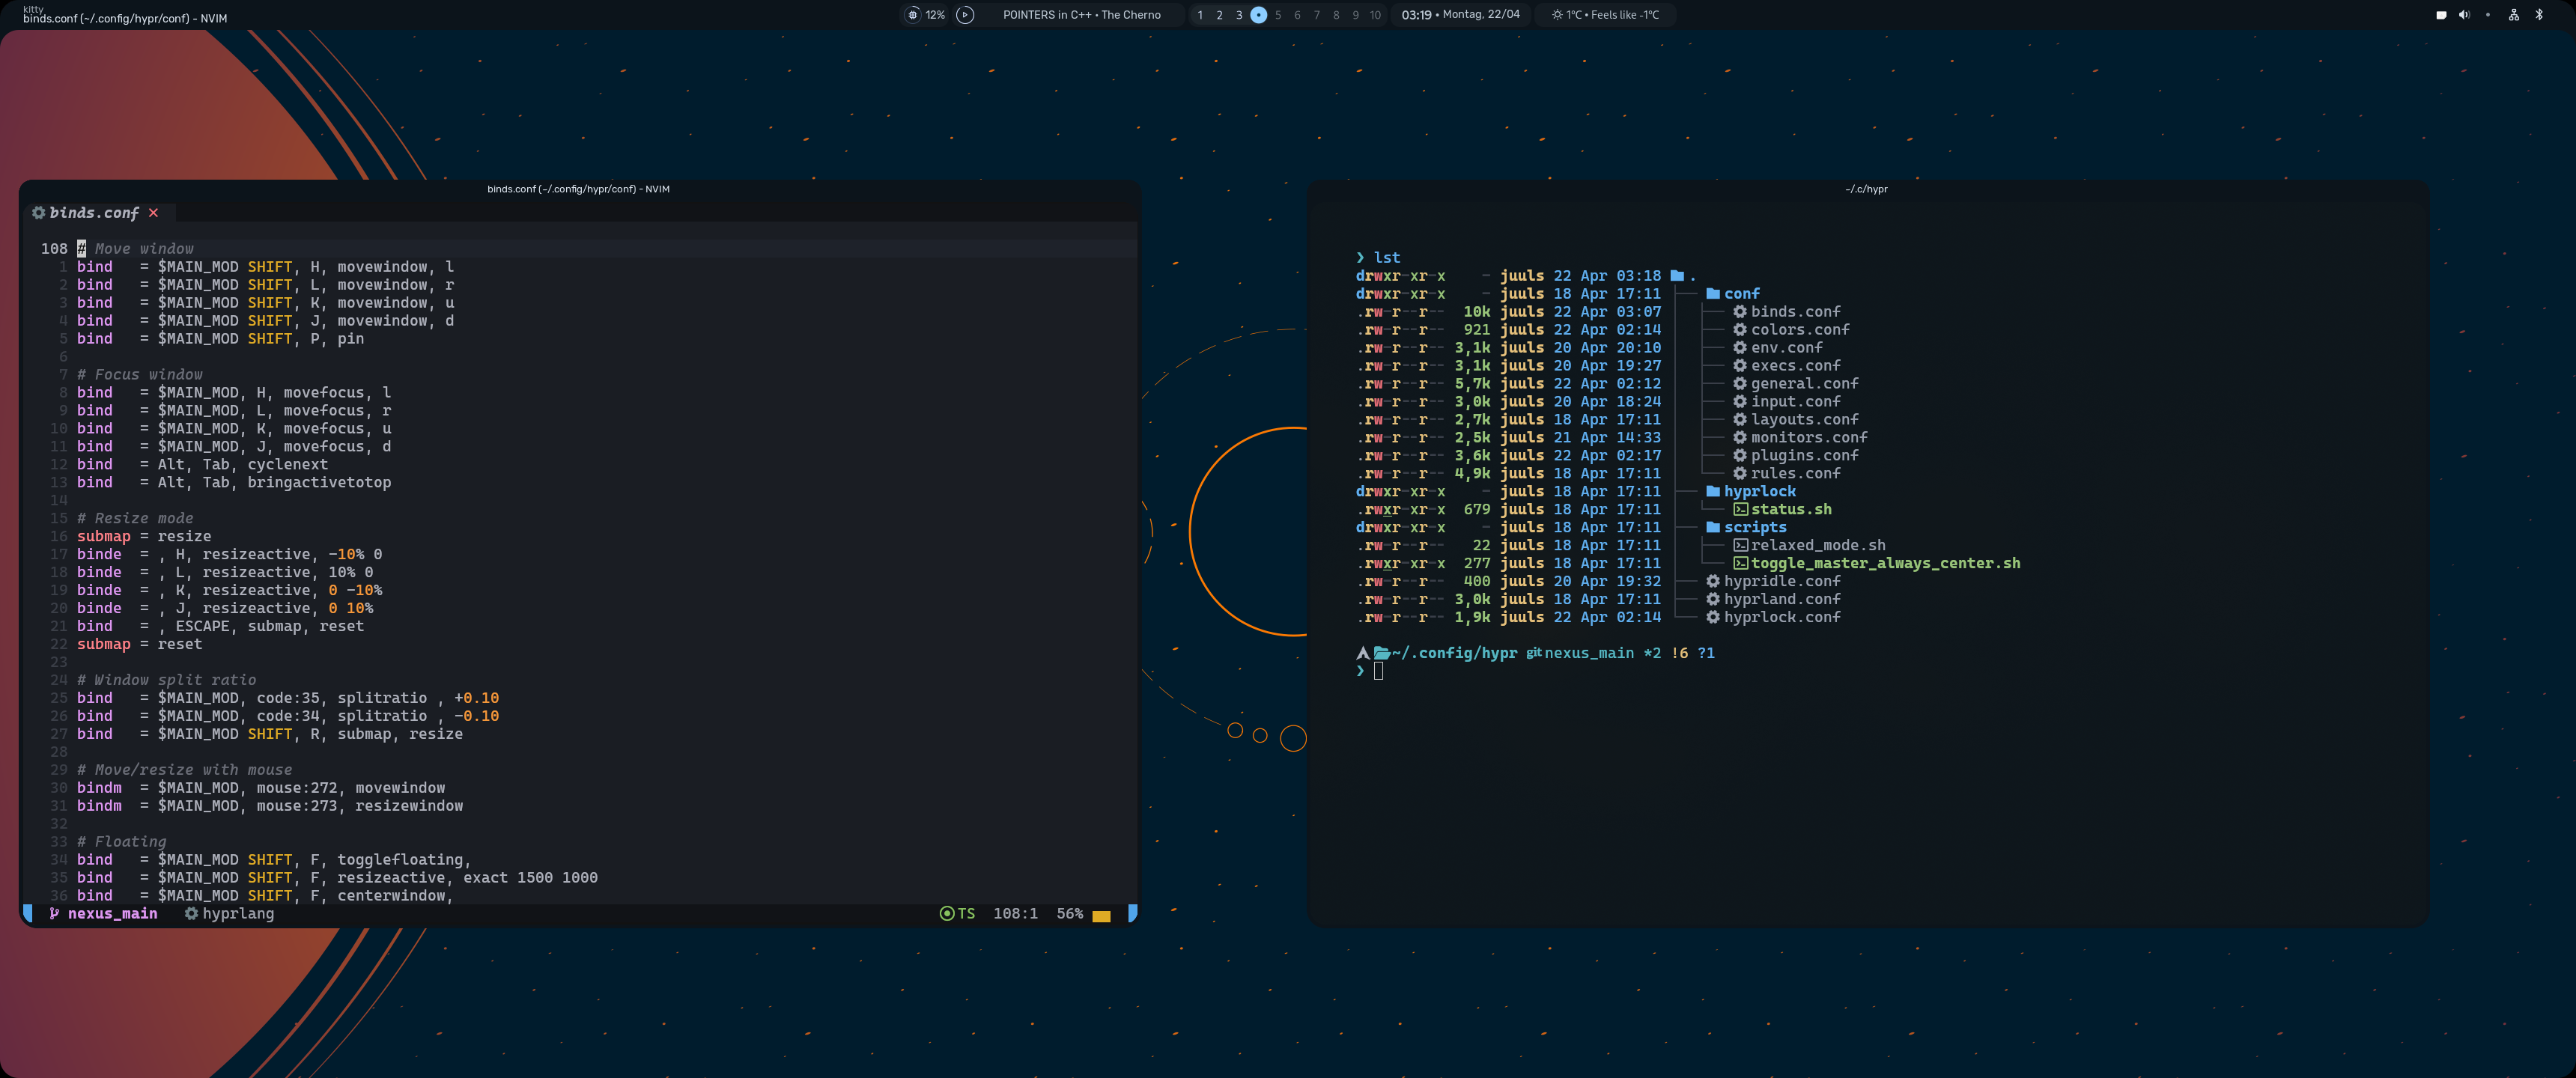 kitty
binds.conf (~/.config/hypr/conf) - NVIM
12% POINTERS in C++ • The Cherno 1 2 3 5 6 7 8 9 10 03:19 • Montag, 22/04 1°C • Feels like -1°C
binds.conf (~/.config/hypr/conf) - NVIM
binds.conf ✕
108 # Move window
1 bind   = $MAIN_MOD SHIFT, H, movewindow, l
2 bind   = $MAIN_MOD SHIFT, L, movewindow, r
3 bind   = $MAIN_MOD SHIFT, K, movewindow, u
4 bind   = $MAIN_MOD SHIFT, J, movewindow, d
5 bind   = $MAIN_MOD SHIFT, P, pin
6
7 # Focus window
8 bind   = $MAIN_MOD, H, movefocus, l
9 bind   = $MAIN_MOD, L, movefocus, r
10 bind   = $MAIN_MOD, K, movefocus, u
11 bind   = $MAIN_MOD, J, movefocus, d
12 bind   = Alt, Tab, cyclenext
13 bind   = Alt, Tab, bringactivetotop
14
15 # Resize mode
16 submap = resize
17 binde  = , H, resizeactive, -10% 0
18 binde  = , L, resizeactive, 10% 0
19 binde  = , K, resizeactive, 0 -10%
20 binde  = , J, resizeactive, 0 10%
21 bind   = , ESCAPE, submap, reset
22 submap = reset
23
24 # Window split ratio
25 bind   = $MAIN_MOD, code:35, splitratio , +0.10
26 bind   = $MAIN_MOD, code:34, splitratio , -0.10
27 bind   = $MAIN_MOD SHIFT, R, submap, resize
28
29 # Move/resize with mouse
30 bindm  = $MAIN_MOD, mouse:272, movewindow
31 bindm  = $MAIN_MOD, mouse:273, resizewindow
32
33 # Floating
34 bind   = $MAIN_MOD SHIFT, F, togglefloating,
35 bind   = $MAIN_MOD SHIFT, F, resizeactive, exact 1500 1000
36 bind   = $MAIN_MOD SHIFT, F, centerwindow,
nexus_main hyprlang TS 108:1 56%
~/.c/hypr
❯ lst
drwxr-xr-x    - juuls 22 Apr 03:18 .
drwxr-xr-x    - juuls 18 Apr 17:11 ├── conf
.rw-r--r--  10k juuls 22 Apr 03:07 │  ├── binds.conf
.rw-r--r--  921 juuls 22 Apr 02:14 │  ├── colors.conf
.rw-r--r-- 3,1k juuls 20 Apr 20:10 │  ├── env.conf
.rw-r--r-- 3,1k juuls 20 Apr 19:27 │  ├── execs.conf
.rw-r--r-- 5,7k juuls 22 Apr 02:12 │  ├── general.conf
.rw-r--r-- 3,0k juuls 20 Apr 18:24 │  ├── input.conf
.rw-r--r-- 2,7k juuls 18 Apr 17:11 │  ├── layouts.conf
.rw-r--r-- 2,5k juuls 21 Apr 14:33 │  ├── monitors.conf
.rw-r--r-- 3,6k juuls 22 Apr 02:17 │  ├── plugins.conf
.rw-r--r-- 4,9k juuls 18 Apr 17:11 │  └── rules.conf
drwxr-xr-x    - juuls 18 Apr 17:11 ├── hyprlock
.rwxr-xr-x  679 juuls 18 Apr 17:11 │  └── status.sh
drwxr-xr-x    - juuls 18 Apr 17:11 ├── scripts
.rw-r--r--   22 juuls 18 Apr 17:11 │  ├── relaxed_mode.sh
.rwxr-xr-x  277 juuls 18 Apr 17:11 │  └── toggle_master_always_center.sh
.rw-r--r--  400 juuls 20 Apr 19:32 ├── hypridle.conf
.rw-r--r-- 3,0k juuls 18 Apr 17:11 ├── hyprland.conf
.rw-r--r-- 1,9k juuls 22 Apr 02:14 └── hyprlock.conf
~/.config/hypr git nexus_main *2 !6 ?1
❯